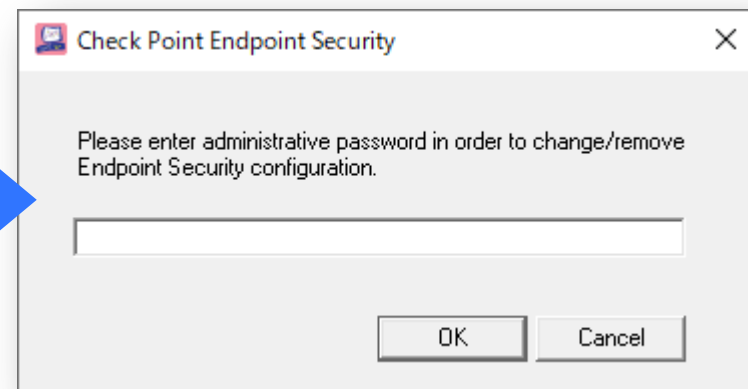 Check Point Endpoint Security
Please enter administrative password in order to change/remove
Endpoint Security configuration.
OK
Cancel